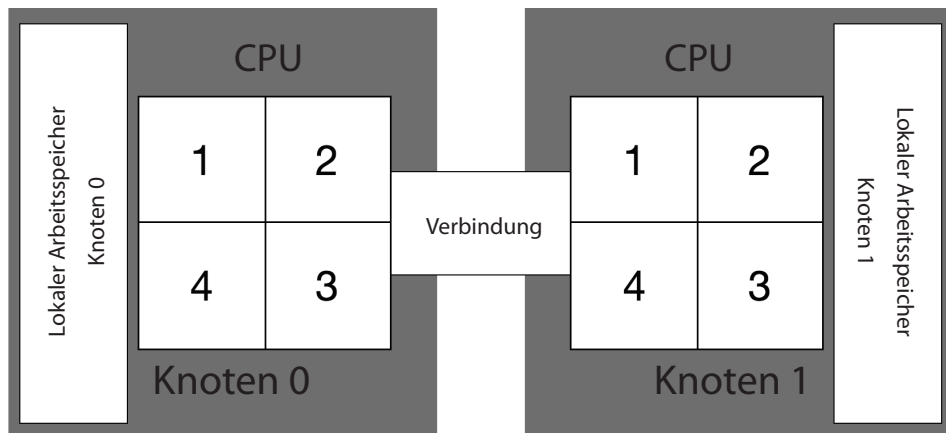 CPU
Lokaler Arbeitsspeicher
Knoten 0
1 2
4 3
Knoten 0
Verbindung
CPU
1 2
4 3
Knoten 1
Lokaler Arbeitsspeicher
Knoten 1